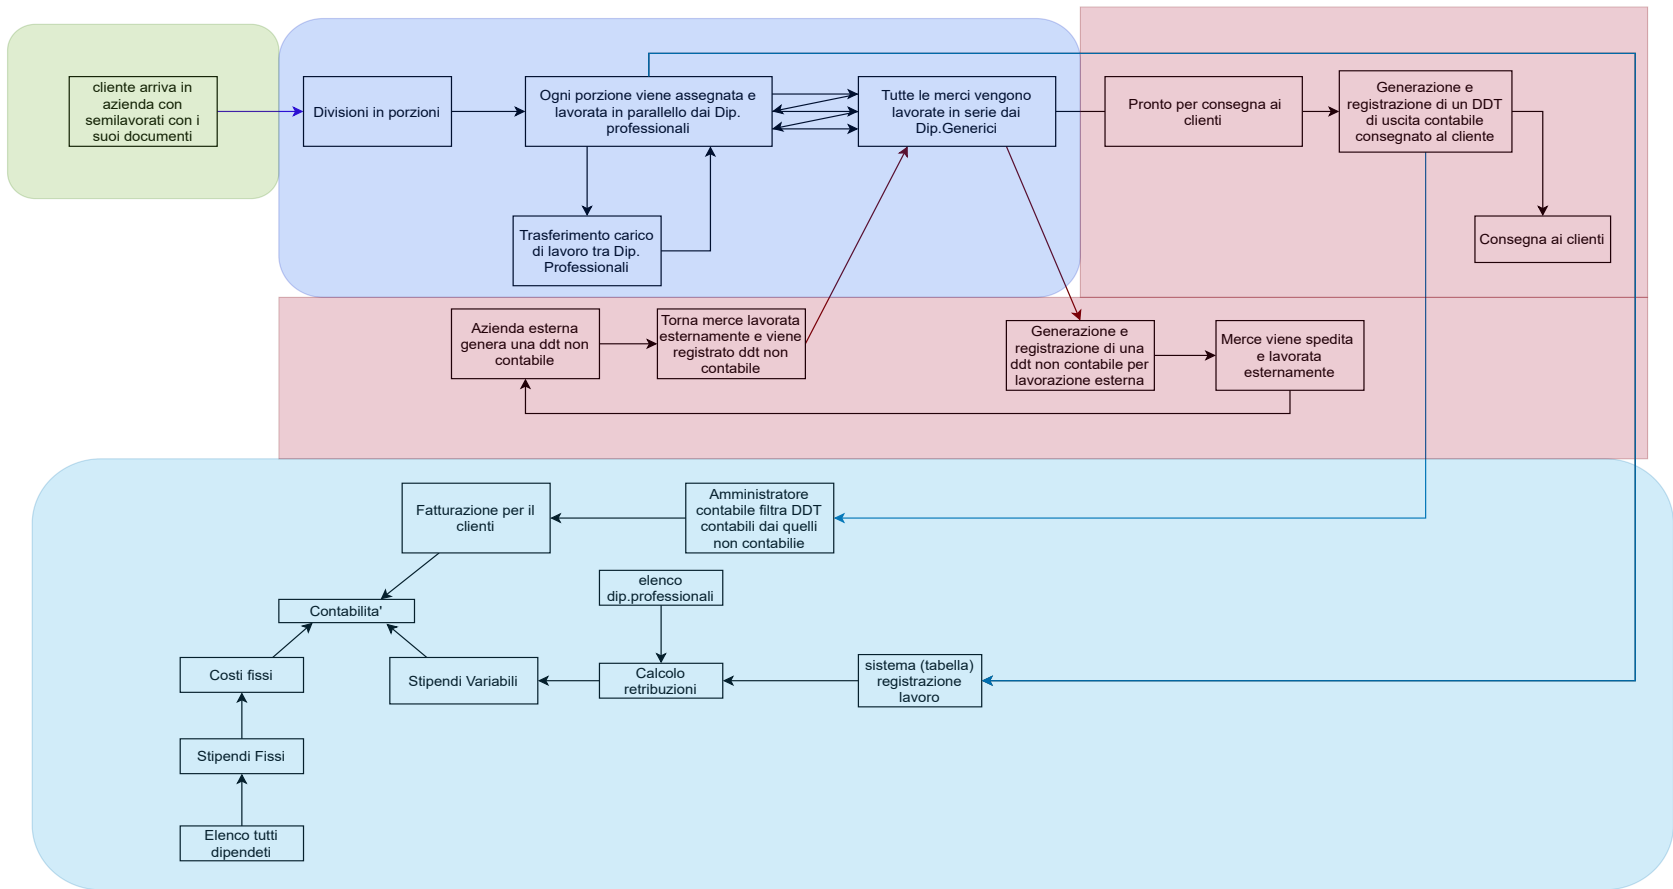 cliente arriva in
azienda con
semilavorati con i
suoi documenti
Divisioni in porzioni
Ogni porzione viene assegnata e
lavorata in parallelo dai Dip.
professionali
Tutte le merci vengono
lavorate in serie dai
Dip.Generici
Pronto per consegna ai
clienti
Generazione e
registrazione di un DDT
di uscita contabile
consegnato al cliente
Trasferimento carico
di lavoro tra Dip.
Professionali
Consegna ai clienti
Azienda esterna
genera una ddt non
contabile
Torna merce lavorata
esternamente e viene
registrato ddt non
contabile
Generazione e
registrazione di una
ddt non contabile per
lavorazione esterna
Merce viene spedita
e lavorata
esternamente
Fatturazione per il
clienti
Amministratore
contabile filtra DDT
contabili dai quelli
non contabilie
elenco
dip.professionali
Contabilita'
Costi fissi
Stipendi Variabili
Calcolo
retribuzioni
sistema (tabella)
registrazione
lavoro
Stipendi Fissi
Elenco tutti
dipendeti